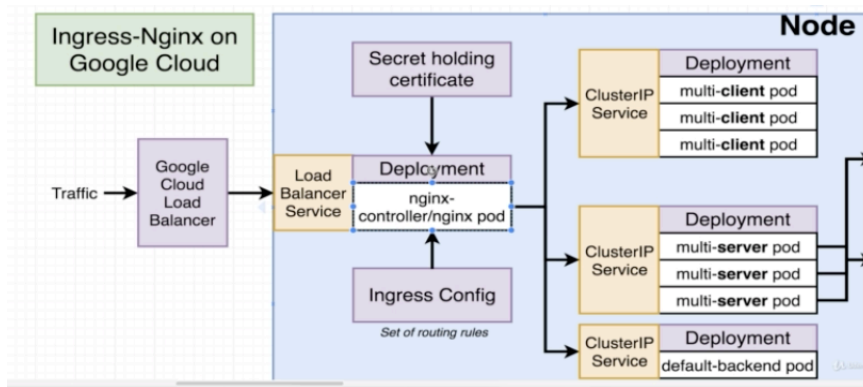 Ingress-Nginx on
Google Cloud
Node
Secret holding
certificate
Deployment
ClusterIP
Service
multi-client pod
multi-client pod
multi-client pod
Traffic
Google
Cloud
Load
Balancer
Load
Balancer
Service
Deployment
nginx-
controller/nginx pod
Deployment
ClusterIP
Service
multi-server pod
multi-server pod
multi-server pod
Ingress Config
Set of routing rules
Deployment
ClusterIP
Service
default-backend pod